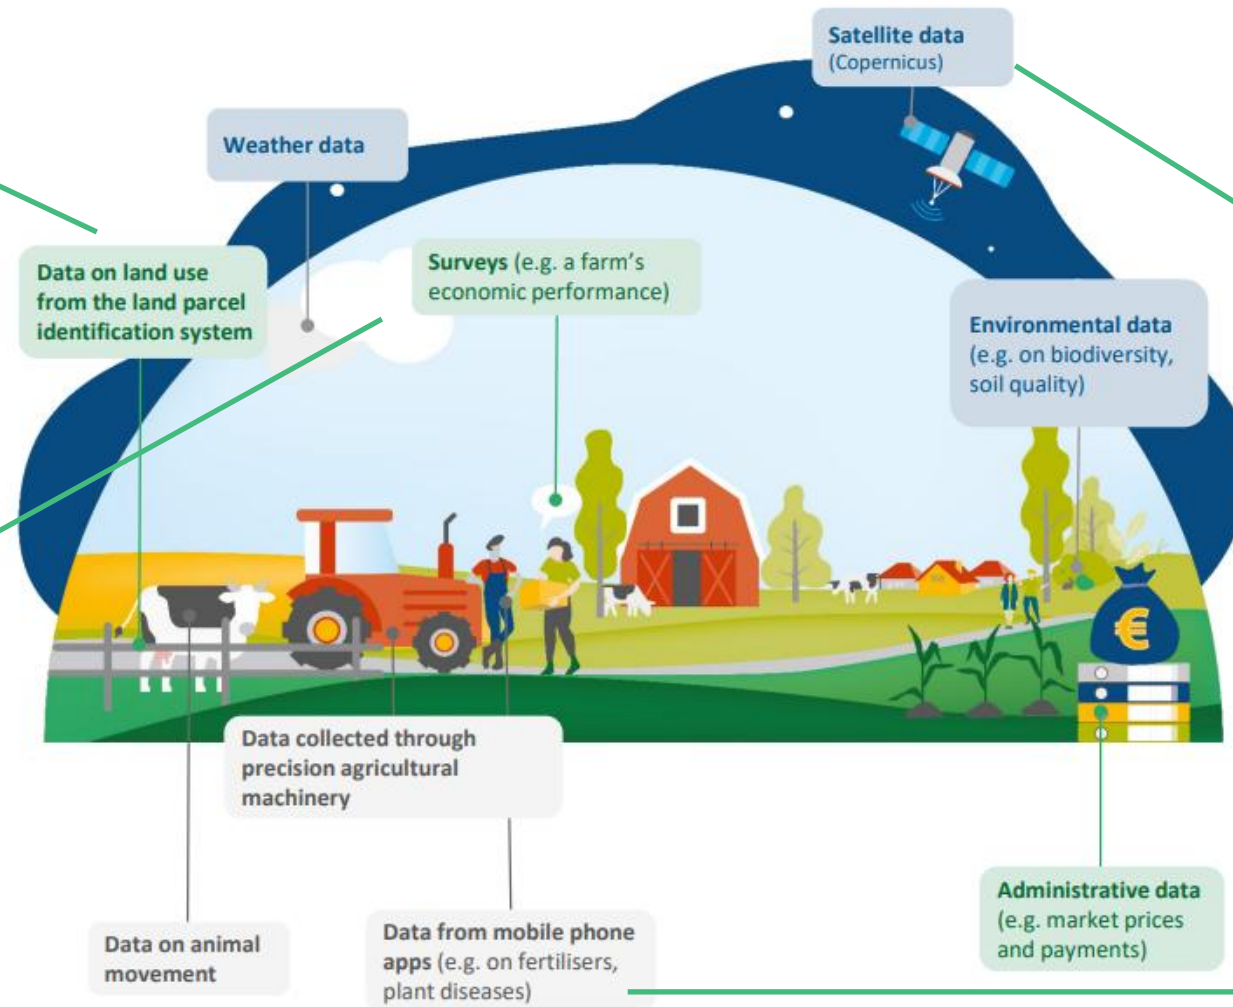 Satellite data
(Copernicus)
Weather data
Data on land use
from the land parcel
identification system
Surveys (e.g. a farm's
economic performance)
Environmental data
(e.g. on biodiversity,
soil quality)
€
Data collected through
precision agricultural
machinery
Data on animal
movement
Data from mobile phone
apps (e.g. on fertilisers,
plant diseases)
Administrative data
(e.g. market prices
and payments)